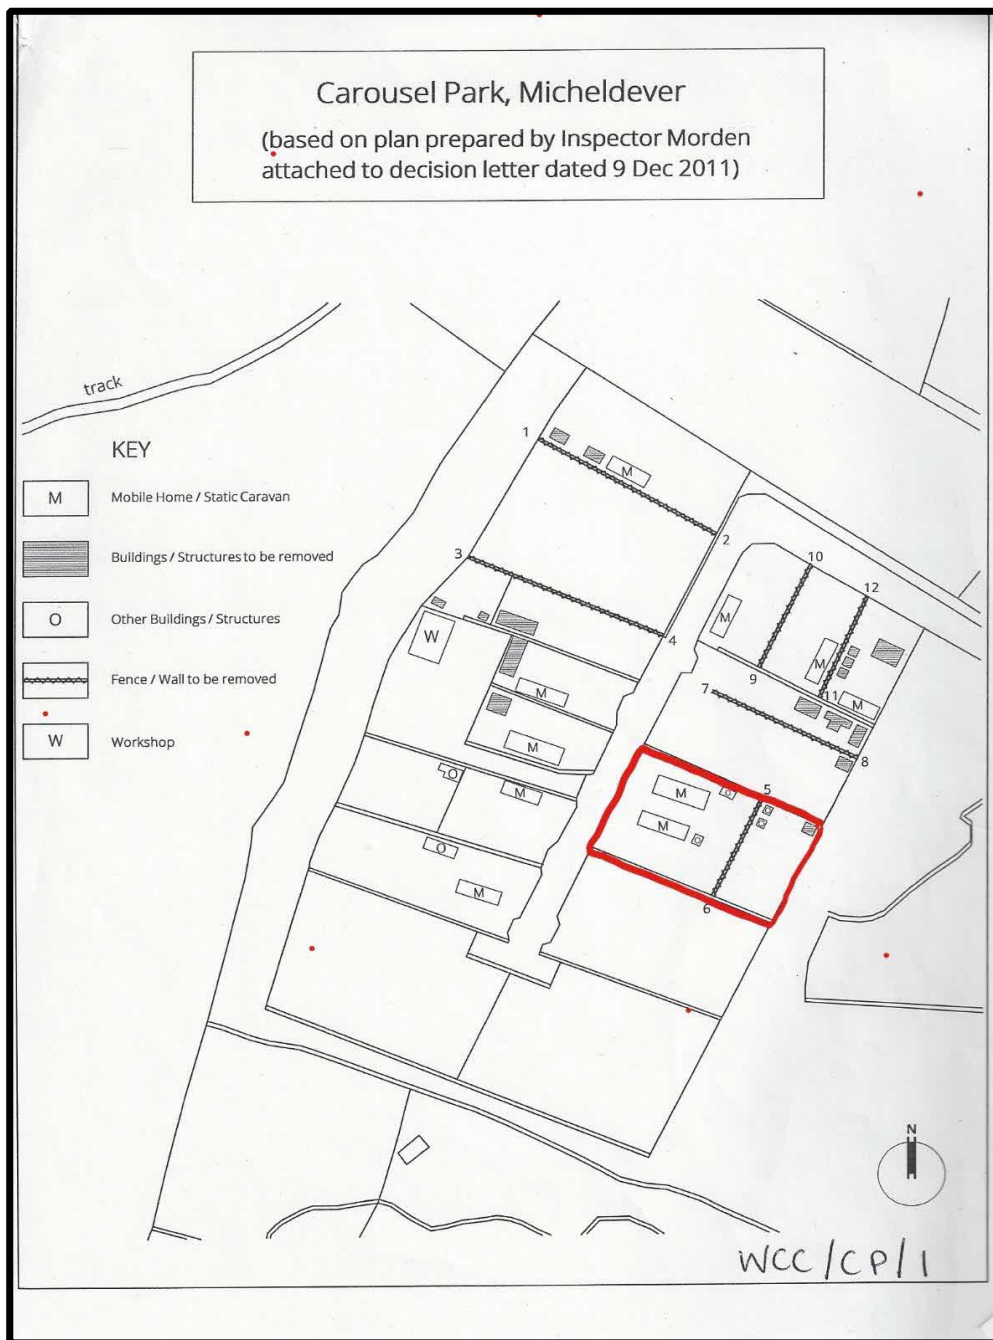 Carousel Park, Micheldever
(based on plan prepared by Inspector Morden
attached to decision letter dated 9 Dec 2011)
track
KEY
M Mobile Home / Static Caravan
Buildings / Structures to be removed
O Other Buildings / Structures
Fence / Wall to be removed
W Workshop
1
M
2
3
4
W
M
M
O
M
O
M
10
12
M
9
M
11
M
7
8
5
M
O
M
O
O
O
6
N
WCC/CP/1